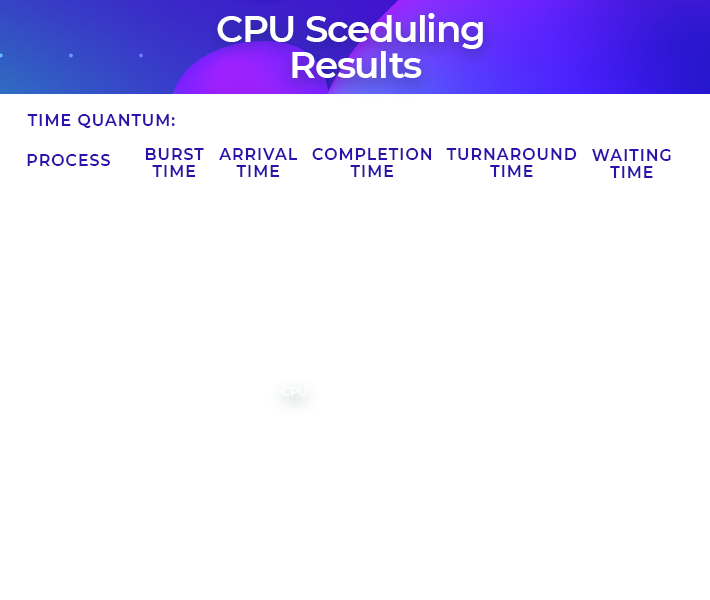 CPU Sceduling
Results
TIME QUANTUM:
PROCESS
BURST
TIME
ARRIVAL
TIME
COMPLETION
TIME
TURNAROUND
TIME
WAITING
TIME
CPU